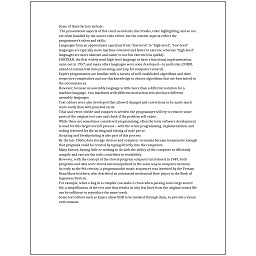 Some of these factors include:
The presentation aspects of this (such as indents, line breaks, color highlighting, and so on) are often handled by the source code editor, but the content aspects reflect the programmer's talent and skills.
Languages form an approximate spectrum from "low-level" to "high-level"; "low-level" languages are typically more machine-oriented and faster to execute, whereas "high-level" languages are more abstract and easier to use but execute less quickly.
FORTRAN, the first widely used high-level language to have a functional implementation, came out in 1957, and many other languages were soon developed—in particular, COBOL aimed at commercial data processing, and Lisp for computer research.
Expert programmers are familiar with a variety of well-established algorithms and their respective complexities and use this knowledge to choose algorithms that are best suited to the circumstances.
However, because an assembly language is little more than a different notation for a machine language, two machines with different instruction sets also have different assembly languages.
Text editors were also developed that allowed changes and corrections to be made much more easily than with punched cards.
Trial-and-error/divide-and-conquer is needed: the programmer will try to remove some parts of the original test case and check if the problem still exists.
While these are sometimes considered programming, often the term software development is used for this larger overall process – with the terms programming, implementation, and coding reserved for the writing and editing of code per se.
Scripting and breakpointing is also part of this process.
By the late 1960s, data storage devices and computer terminals became inexpensive enough that programs could be created by typing directly into the computers.
Many factors, having little or nothing to do with the ability of the computer to efficiently compile and execute the code, contribute to readability.
However, with the concept of the stored-program computer introduced in 1949, both programs and data were stored and manipulated in the same way in computer memory.
As early as the 9th century, a programmable music sequencer was invented by the Persian Banu Musa brothers, who described an automated mechanical flute player in the Book of Ingenious Devices.
For example, when a bug in a compiler can make it crash when parsing some large source file, a simplification of the test case that results in only few lines from the original source file can be sufficient to reproduce the same crash.
Some text editors such as Emacs allow GDB to be invoked through them, to provide a visual environment.